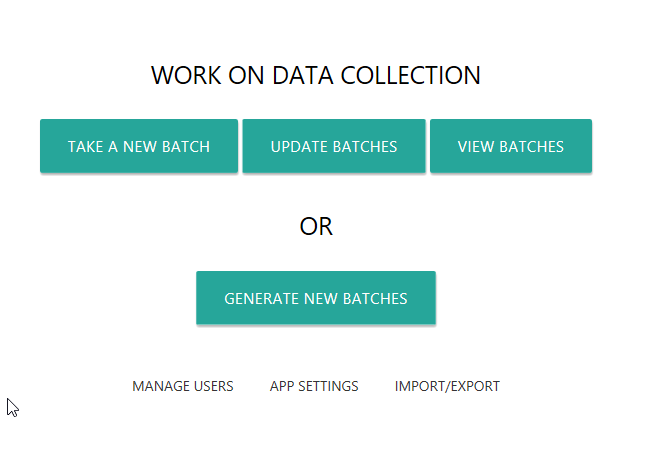 WORK ON DATA COLLECTION
TAKE A NEW BATCH UPDATE BATCHES VIEW BATCHES
OR
GENERATE NEW BATCHES
MANAGE USERS APP SETTINGS IMPORT/EXPORT